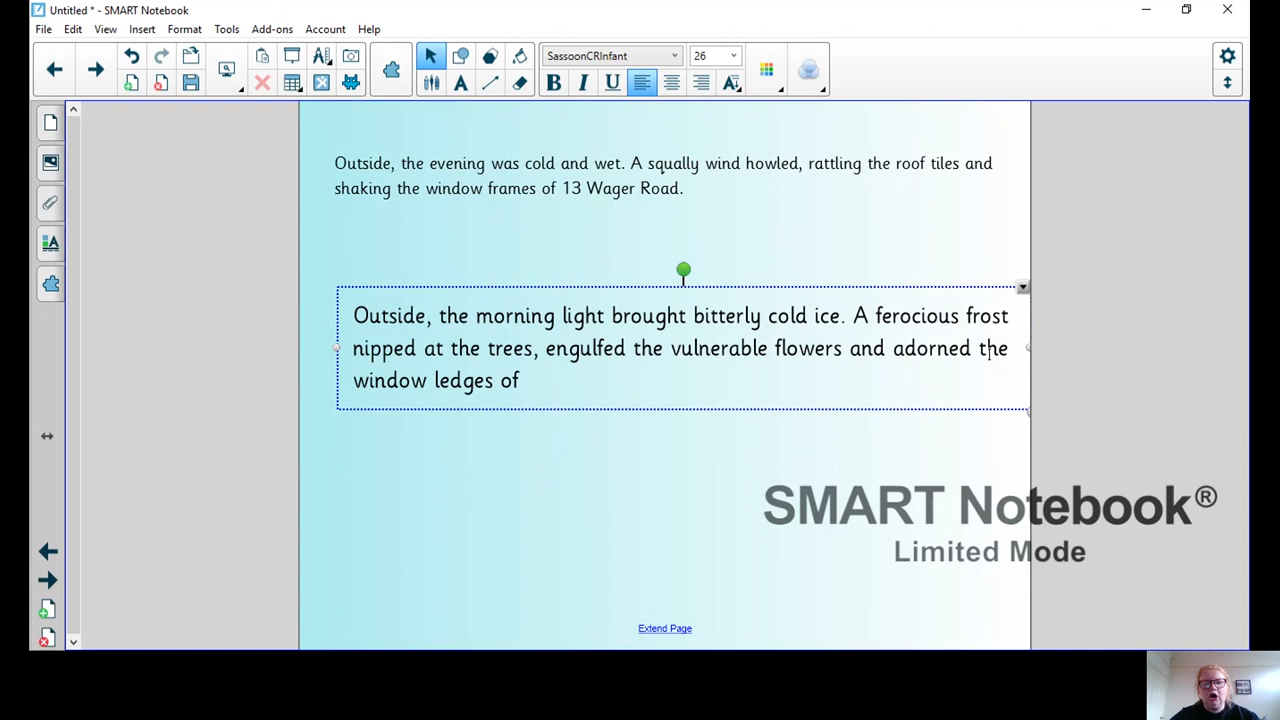 Untitled * - SMART Notebook
File Edit View Insert Format Tools Add-ons Account Help
SassoonCRInfant 26
B I U
Outside, the evening was cold and wet. A squally wind howled, rattling the roof tiles and
shaking the window frames of 13 Wager Road.
Outside, the morning light brought bitterly cold ice. A ferocious frost
nipped at the trees, engulfed the vulnerable flowers and adorned the
window ledges of
SMART Notebook®
Limited Mode
Extend Page